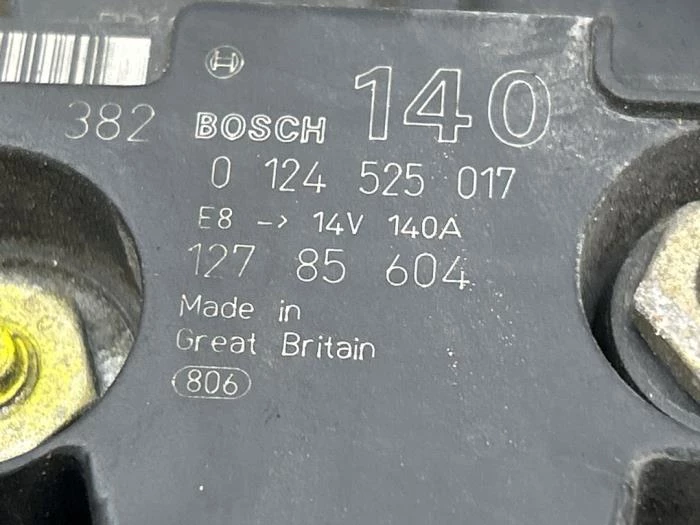 382 BOSCH 140
0 124 525 017
E8 -> 14V 140A
127 85 604
Made in
Great Britain
806